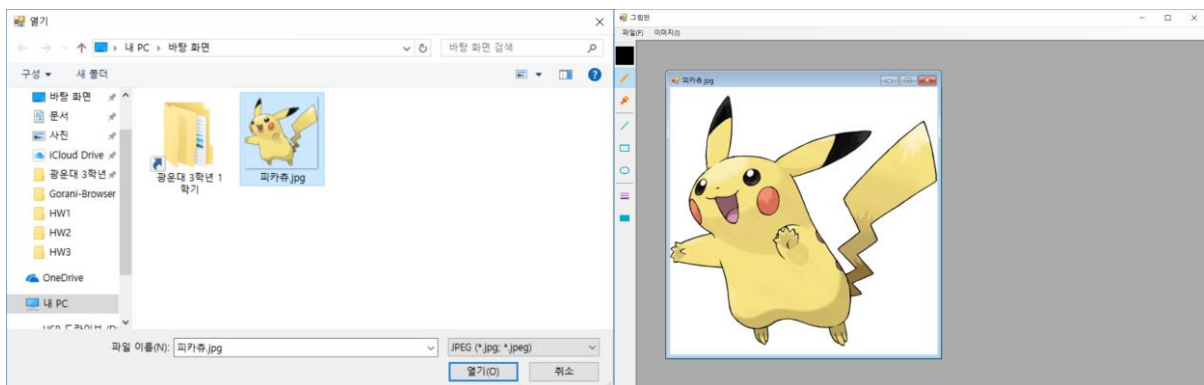 열기
내 PC › 바탕 화면
바탕 화면 검색
구성
새 폴더
바탕 화면
문서
사진
iCloud Drive
광운대 3학년
Gorani-Browser
HW1
HW2
HW3
OneDrive
내 PC
광운대 3학년 1
학기
피카츄.jpg
파일 이름(N):
피카츄.jpg
JPEG (*.jpg; *.jpeg)
열기(O)
취소
그림판
파일(F) 이미지(I)
피카츄.jpg